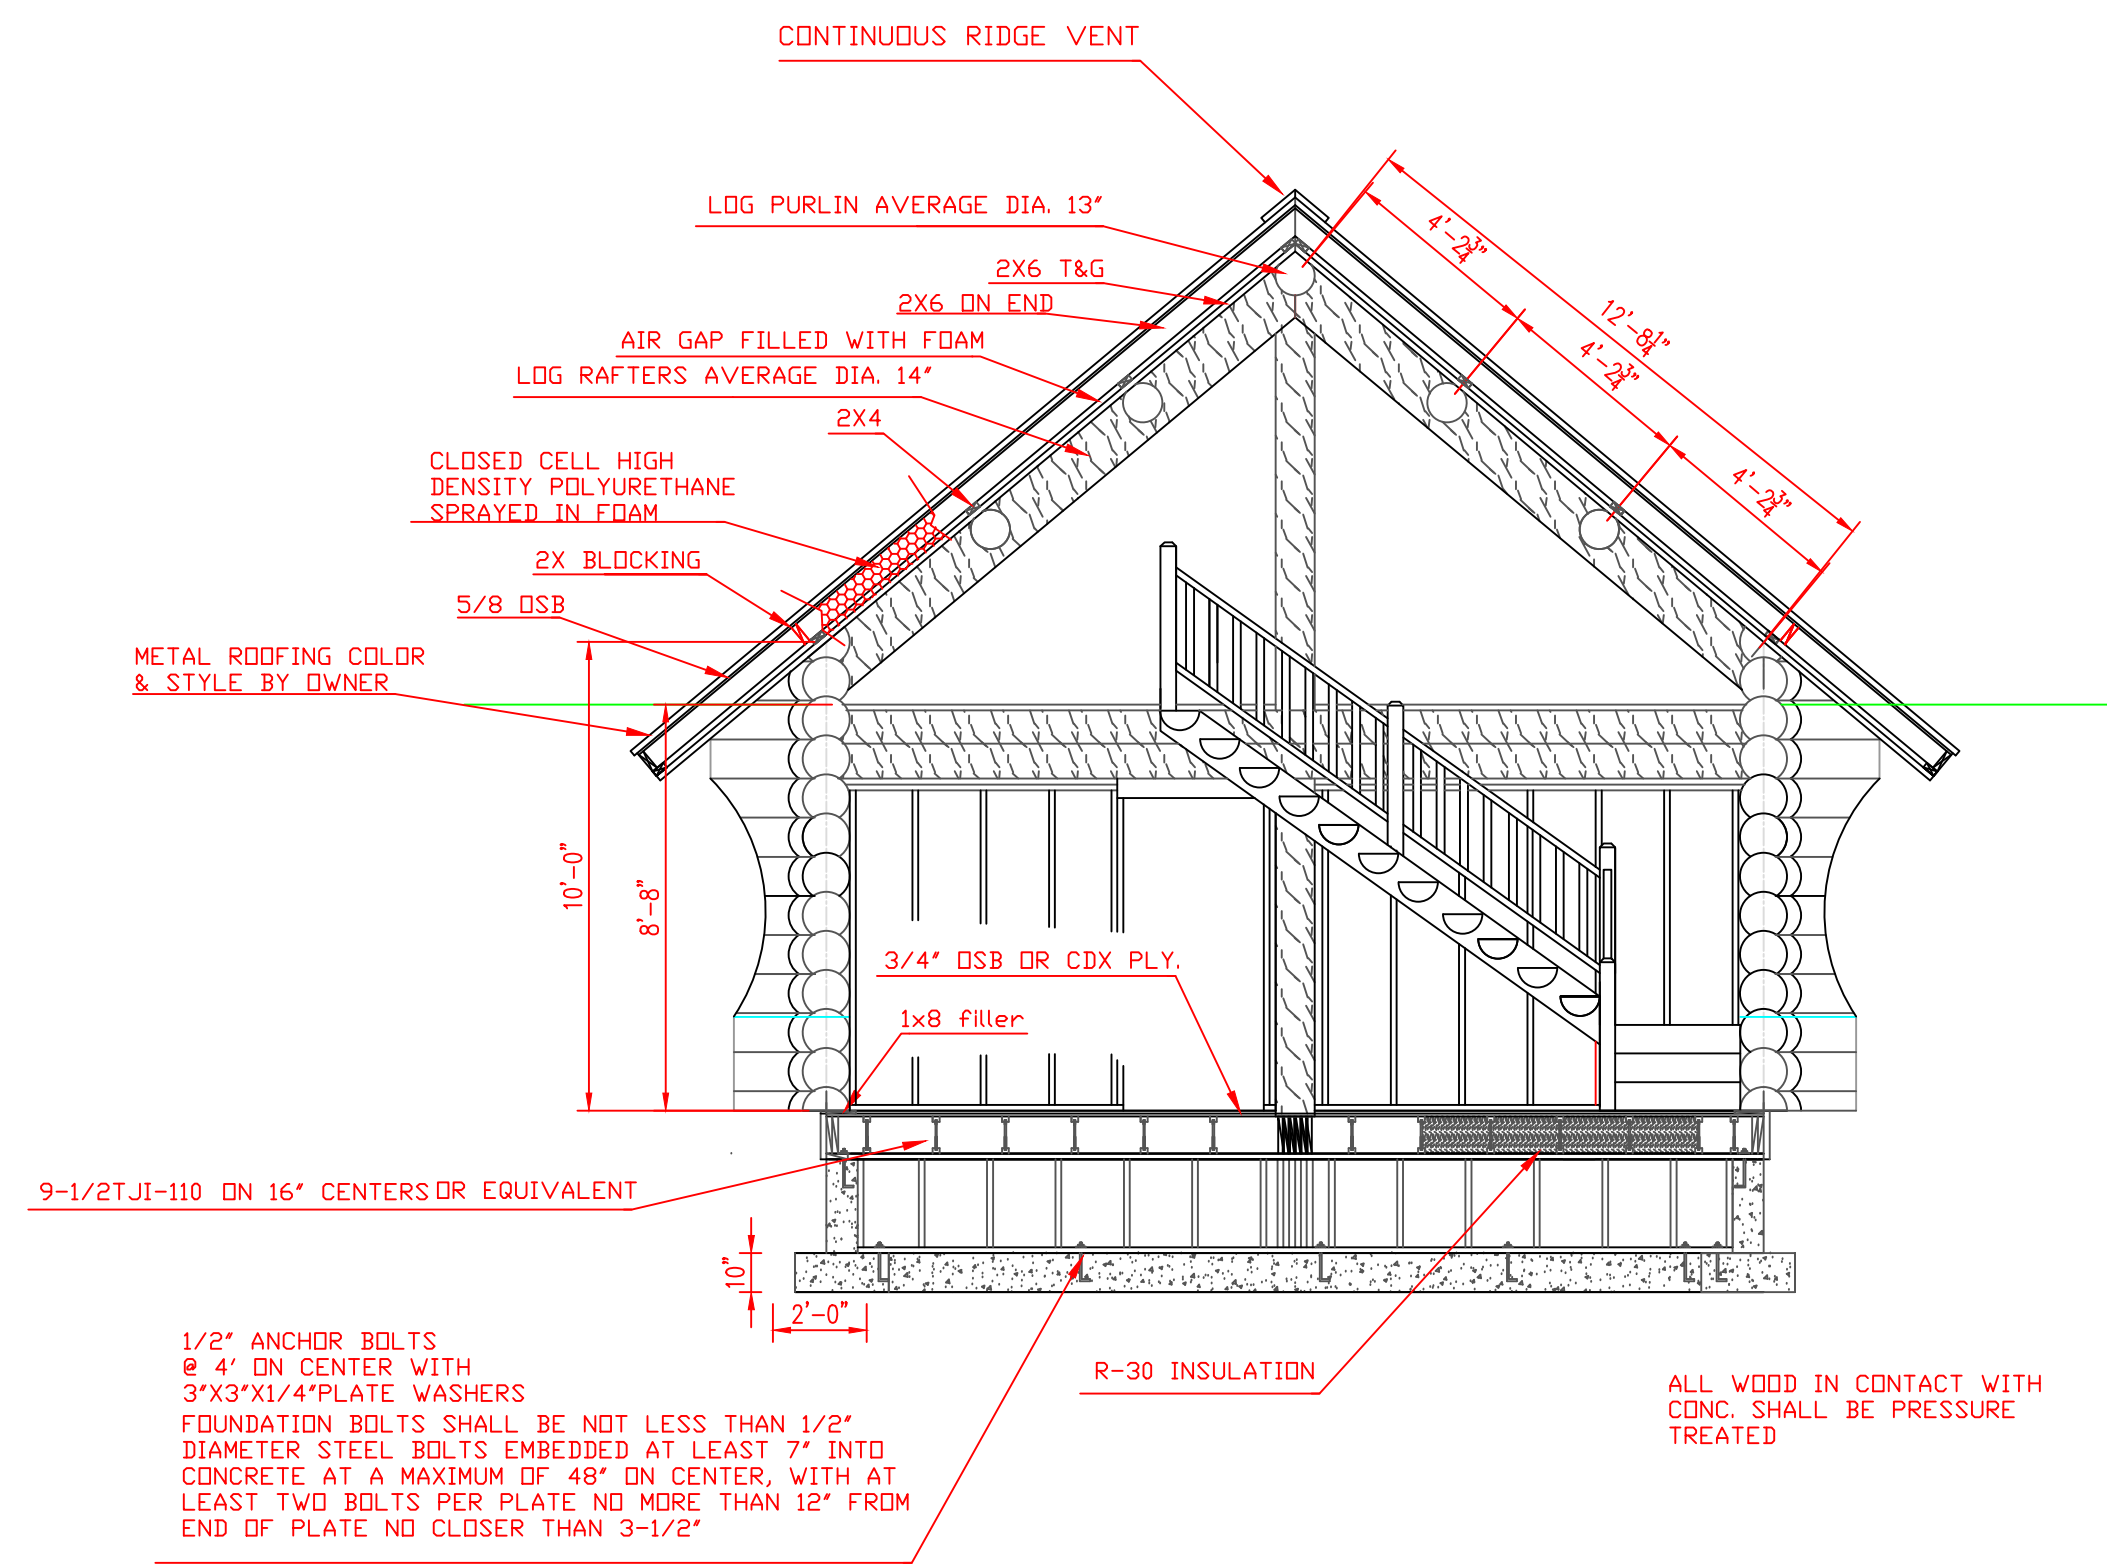 CONTINUOUS RIDGE VENT
LOG PURLIN AVERAGE DIA. 13"
2X6 T&G
2X6 ON END
AIR GAP FILLED WITH FOAM
LOG RAFTERS AVERAGE DIA. 14"
2X4
CLOSED CELL HIGH
DENSITY POLYURETHANE
SPRAYED IN FOAM
2X BLOCKING
5/8 OSB
METAL ROOFING COLOR
& STYLE BY OWNER
4'-2¾"
12'-8¼"
4'-2¾"
4'-2¾"
10'-0"
8'-8"
3/4" OSB OR CDX PLY.
1x8 filler
9-1/2TJI-110 ON 16" CENTERS OR EQUIVALENT
10"
2'-0"
1/2" ANCHOR BOLTS
@ 4' ON CENTER WITH
3"X3"X1/4"PLATE WASHERS
FOUNDATION BOLTS SHALL BE NOT LESS THAN 1/2"
DIAMETER STEEL BOLTS EMBEDDED AT LEAST 7" INTO
CONCRETE AT A MAXIMUM OF 48" ON CENTER, WITH AT
LEAST TWO BOLTS PER PLATE NO MORE THAN 12" FROM
END OF PLATE NO CLOSER THAN 3-1/2"
R-30 INSULATION
ALL WOOD IN CONTACT WITH
CONC. SHALL BE PRESSURE
TREATED